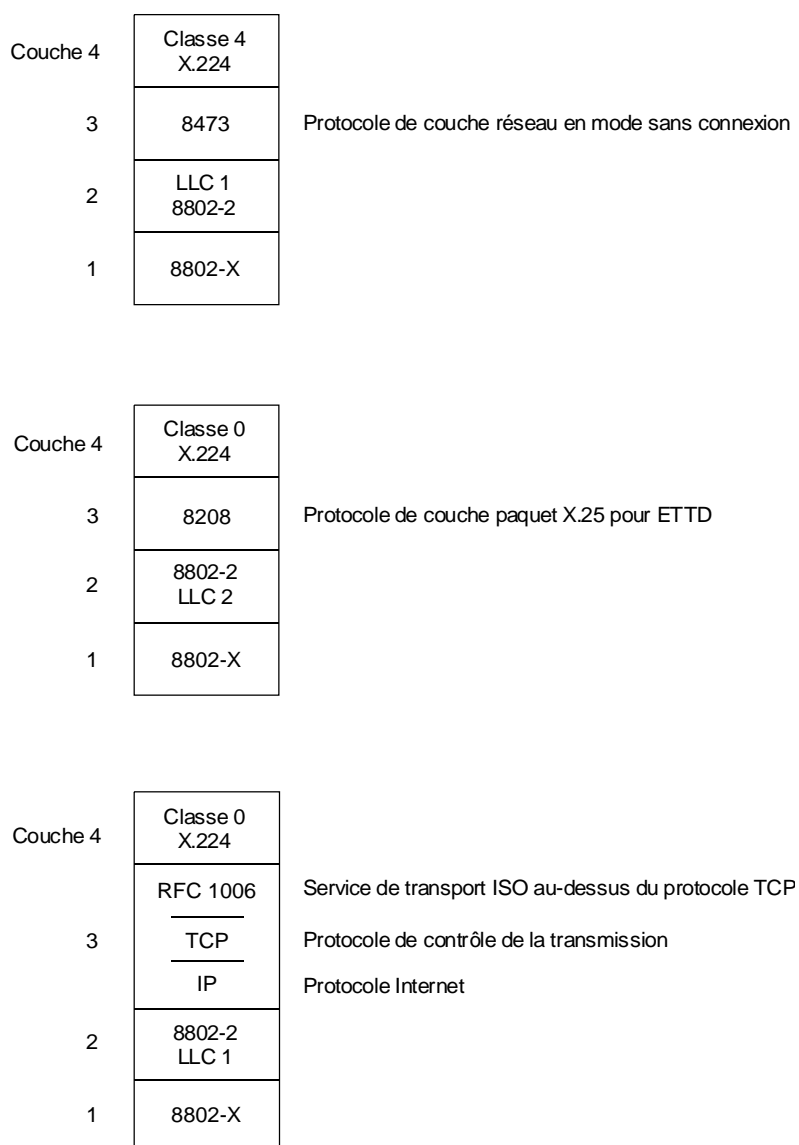 Couche 4
Classe 4
X.224
3
8473
Protocole de couche réseau en mode sans connexion
2
LLC 1
8802-2
1
8802-X
Couche 4
Classe 0
X.224
3
8208
Protocole de couche paquet X.25 pour ETTD
2
8802-2
LLC 2
1
8802-X
Couche 4
Classe 0
X.224
RFC 1006
Service de transport ISO au-dessus du protocole TCP
3
TCP
Protocole de contrôle de la transmission
IP
Protocole Internet
2
8802-2
LLC 1
1
8802-X